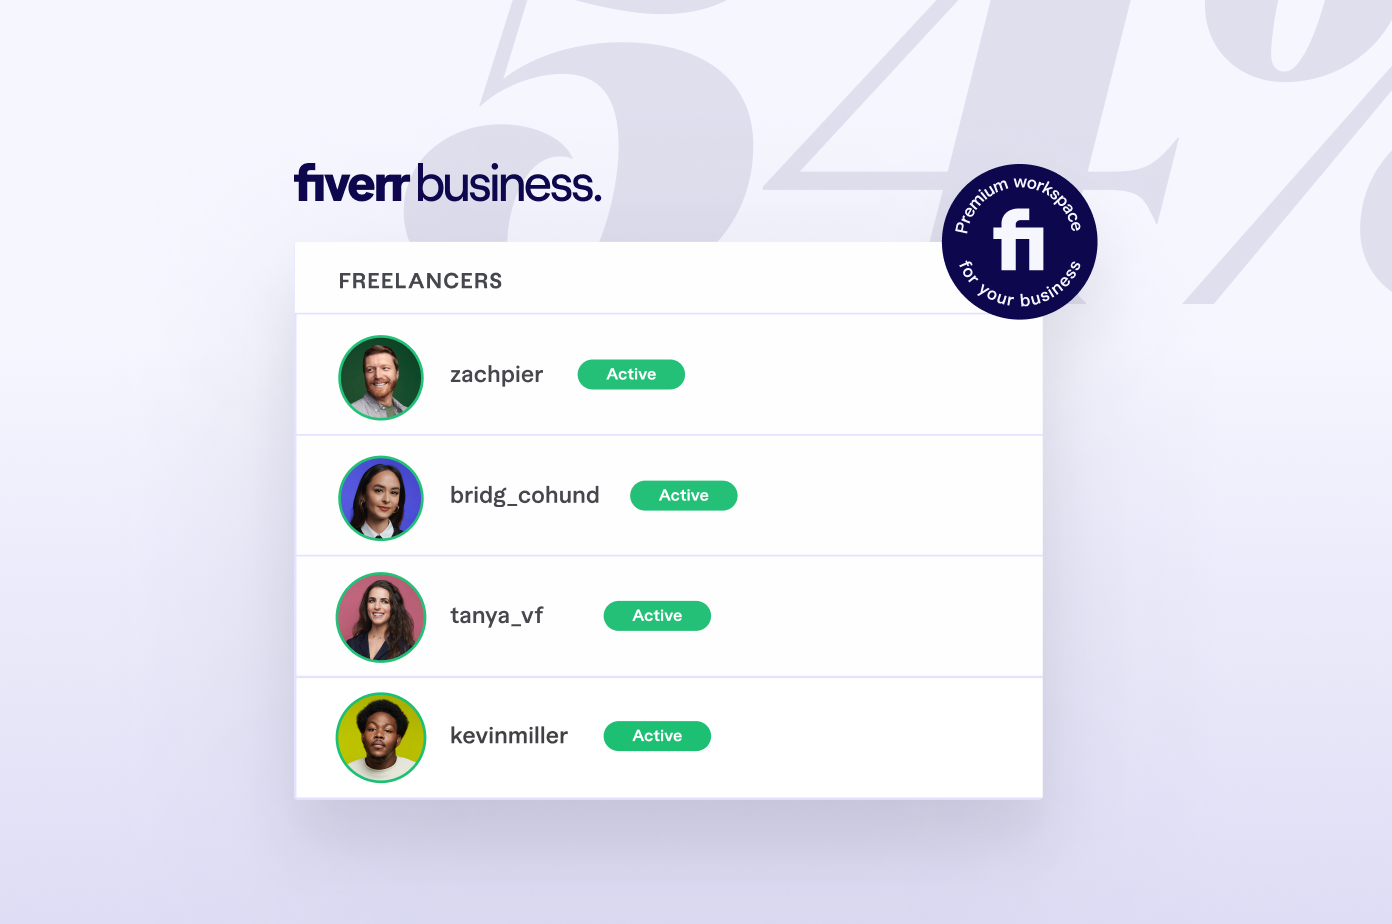 54%
fiverr business.
Premium workspace
fi
for your business
FREELANCERS
zachpier Active
bridg_cohund Active
tanya_vf Active
kevinmiller Active